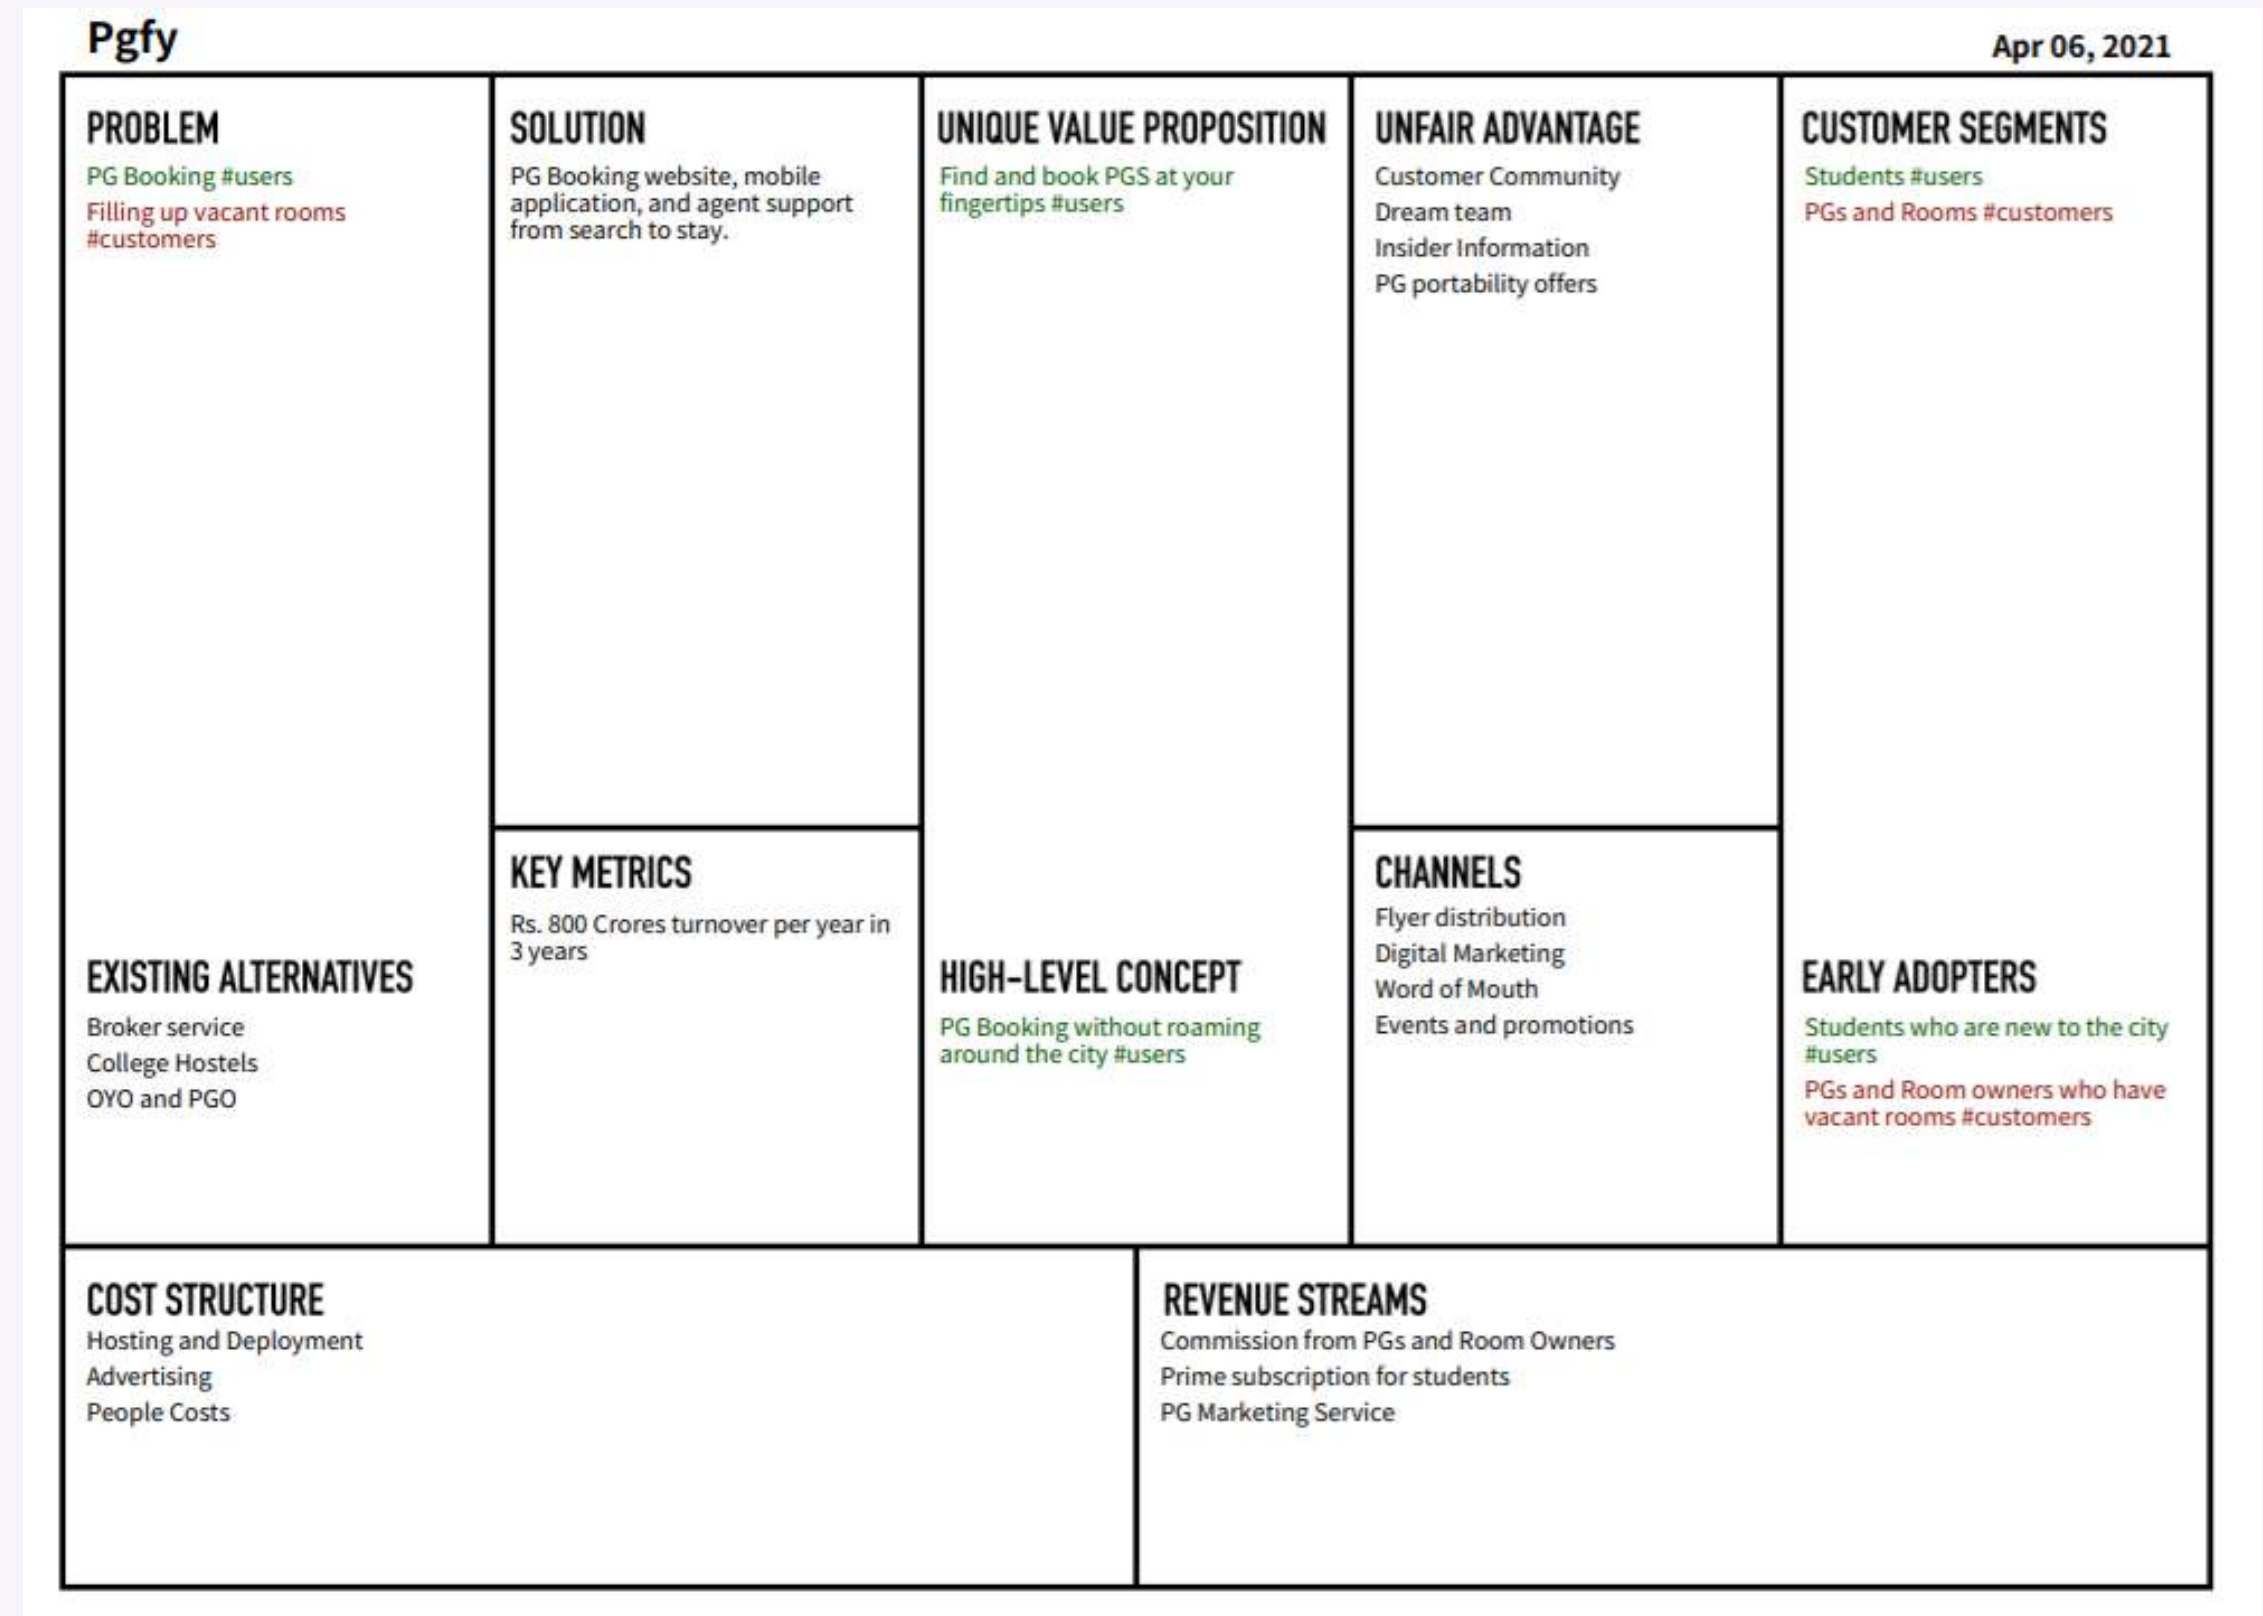 Pgfy
Apr 06, 2021
PROBLEM
PG Booking #users
Filling up vacant rooms
#customers
EXISTING ALTERNATIVES
Broker service
College Hostels
OYO and PGO
SOLUTION
PG Booking website, mobile
application, and agent support
from search to stay.
KEY METRICS
Rs. 800 Crores turnover per year in
3 years
UNIQUE VALUE PROPOSITION
Find and book PGS at your
fingertips #users
HIGH-LEVEL CONCEPT
PG Booking without roaming
around the city #users
UNFAIR ADVANTAGE
Customer Community
Dream team
Insider Information
PG portability offers
CHANNELS
Flyer distribution
Digital Marketing
Word of Mouth
Events and promotions
CUSTOMER SEGMENTS
Students #users
PGs and Rooms #customers
EARLY ADOPTERS
Students who are new to the city
#users
PGs and Room owners who have
vacant rooms #customers
COST STRUCTURE
Hosting and Deployment
Advertising
People Costs
REVENUE STREAMS
Commission from PGs and Room Owners
Prime subscription for students
PG Marketing Service